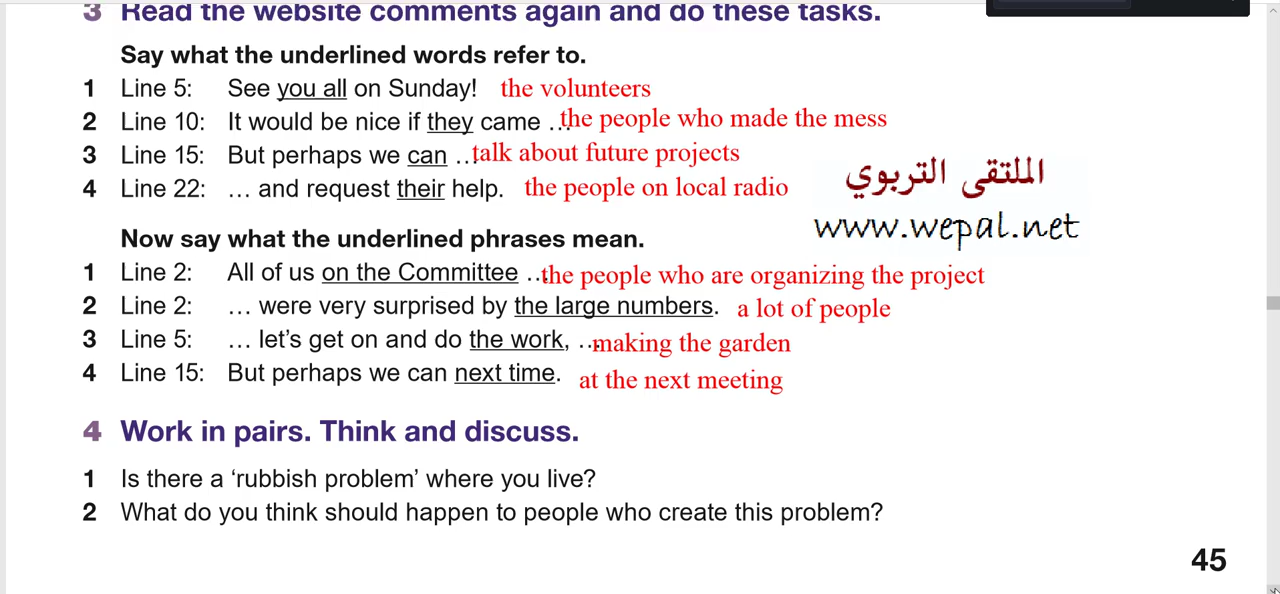 3 Read the website comments again and do these tasks.
Say what the underlined words refer to.
1 Line 5: See you all on Sunday! the volunteers
2 Line 10: It would be nice if they came … the people who made the mess
3 Line 15: But perhaps we can … talk about future projects
4 Line 22: … and request their help. the people on local radio
الملتقى التربوي
www.wepal.net
Now say what the underlined phrases mean.
1 Line 2: All of us on the Committee … the people who are organizing the project
2 Line 2: … were very surprised by the large numbers. a lot of people
3 Line 5: … let's get on and do the work, … making the garden
4 Line 15: But perhaps we can next time. at the next meeting
4 Work in pairs. Think and discuss.
1 Is there a ‘rubbish problem’ where you live?
2 What do you think should happen to people who create this problem?
45